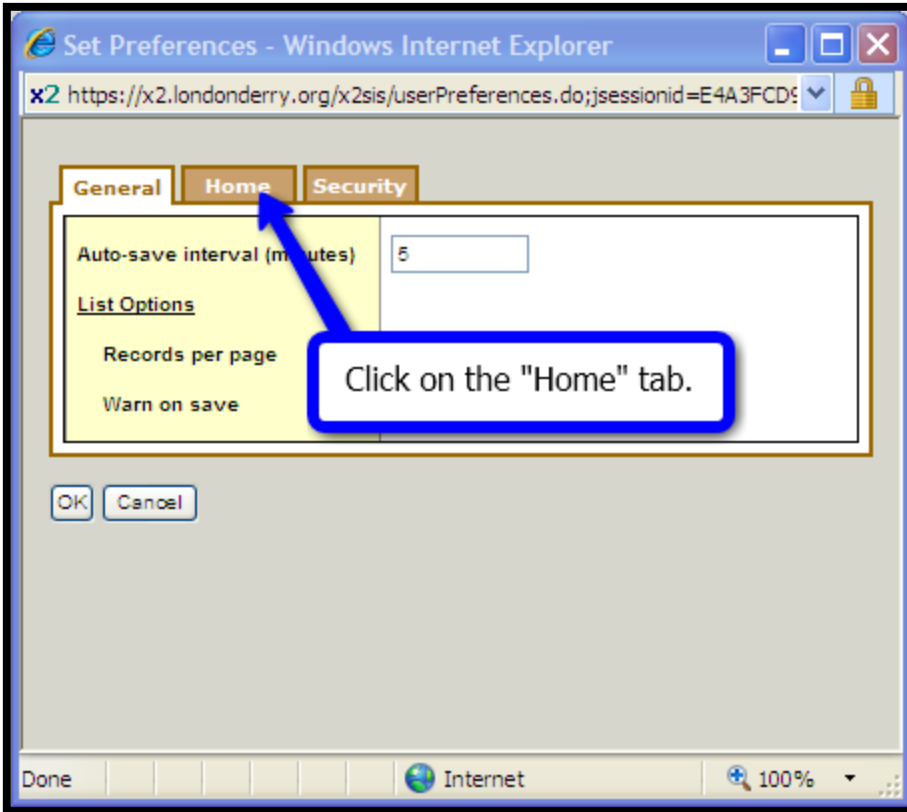 Set Preferences - Windows Internet Explorer
x2 https://x2.londonderry.org/x2sis/userPreferences.do;jsessionid=E4A3FCD9
General Home Security
Auto-save interval (minutes) 5
List Options
Records per page
Click on the "Home" tab.
Warn on save
OK Cancel
Done Internet 100%